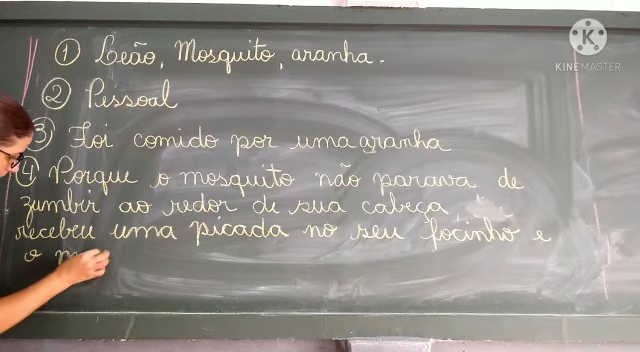 ① Leão, Mosquito, aranha.
② Pessoal
③ Foi comido por uma aranha
④ Porque o mosquito não parava de
zumbir ao redor de sua cabeça,
recebeu uma picada no seu focinho e
o m
KINEMASTER